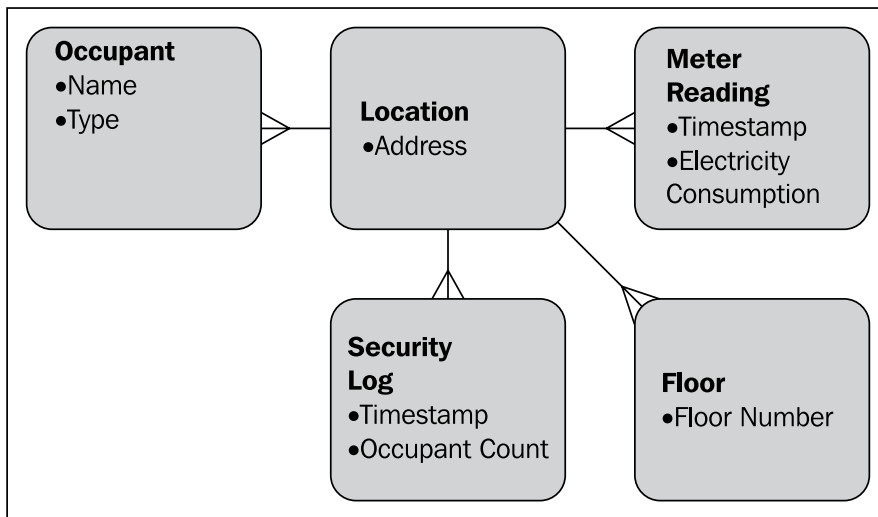 Occupant
•Name
•Type
Location
•Address
Meter
Reading
•Timestamp
•Electricity
Consumption
Security
Log
•Timestamp
•Occupant Count
Floor
•Floor Number